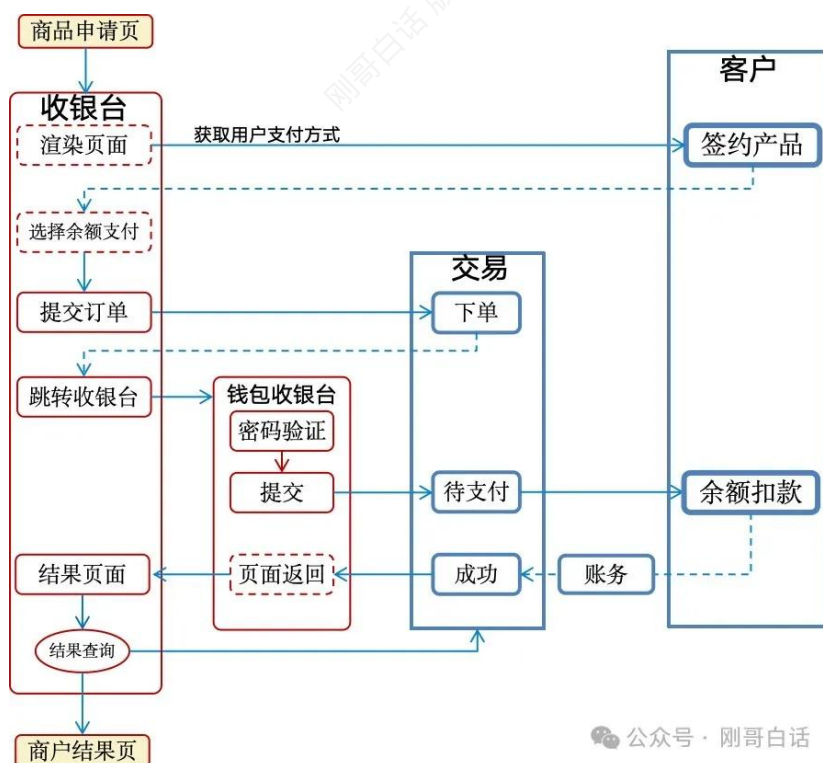 商品申请页
客户
收银台
渲染页面
获取用户支付方式
签约产品
选择余额支付
交易
提交订单
下单
跳转收银台
钱包收银台
密码验证
提交
待支付
余额扣款
结果页面
页面返回
成功
账务
结果查询
商户结果页
公众号 · 刚哥白话
刚哥白话